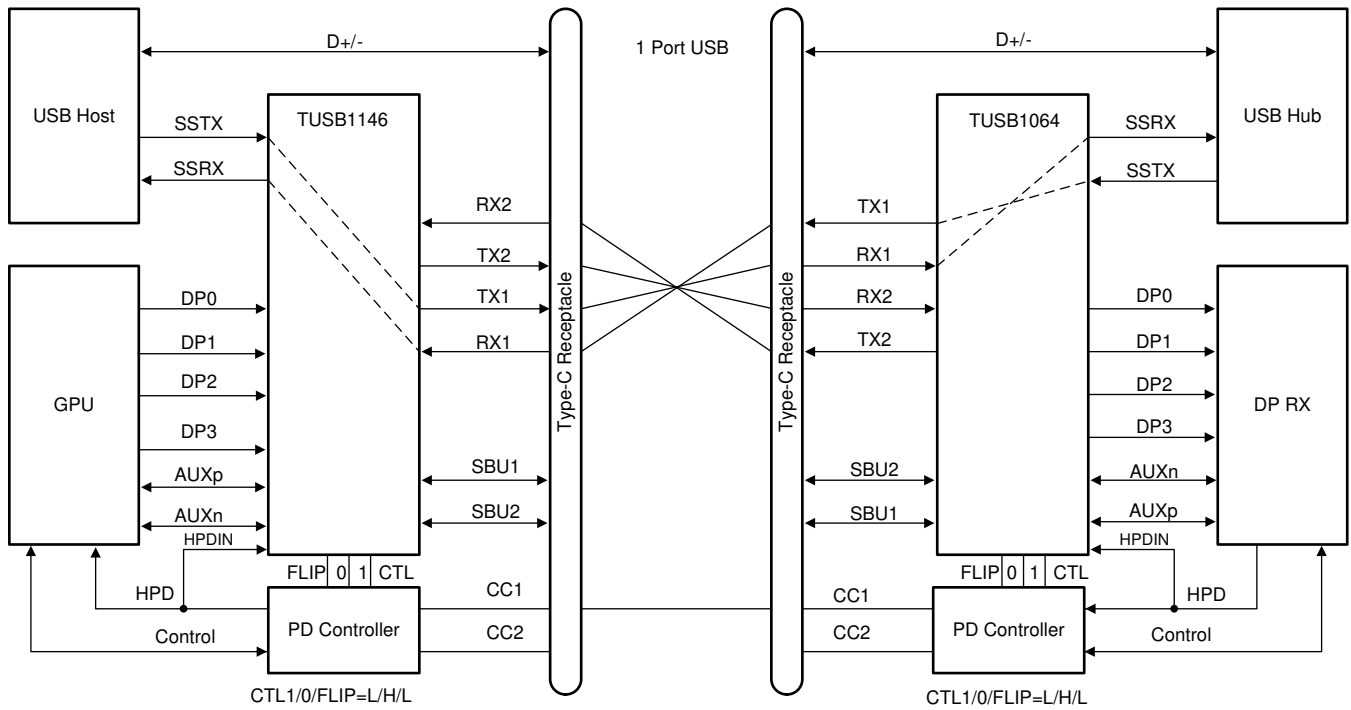 D+/-
1 Port USB
D+/-
USB Host
TUSB1146
TUSB1064
USB Hub
SSTX
SSRX
SSRX
SSTX
RX2
TX2
TX1
RX1
TX1
RX1
RX2
TX2
Type-C Receptacle
Type-C Receptacle
GPU
DP0
DP1
DP2
DP3
AUXp
AUXn
HPDIN
SBU1
SBU2
SBU2
SBU1
DP0
DP1
DP2
DP3
AUXn
AUXp
HPDIN
DP RX
FLIP 0 1 CTL
FLIP 0 1 CTL
HPD
CC1
CC1
HPD
PD Controller
PD Controller
Control
CC2
CC2
Control
CTL1/0/FLIP=L/H/L
CTL1/0/FLIP=L/H/L